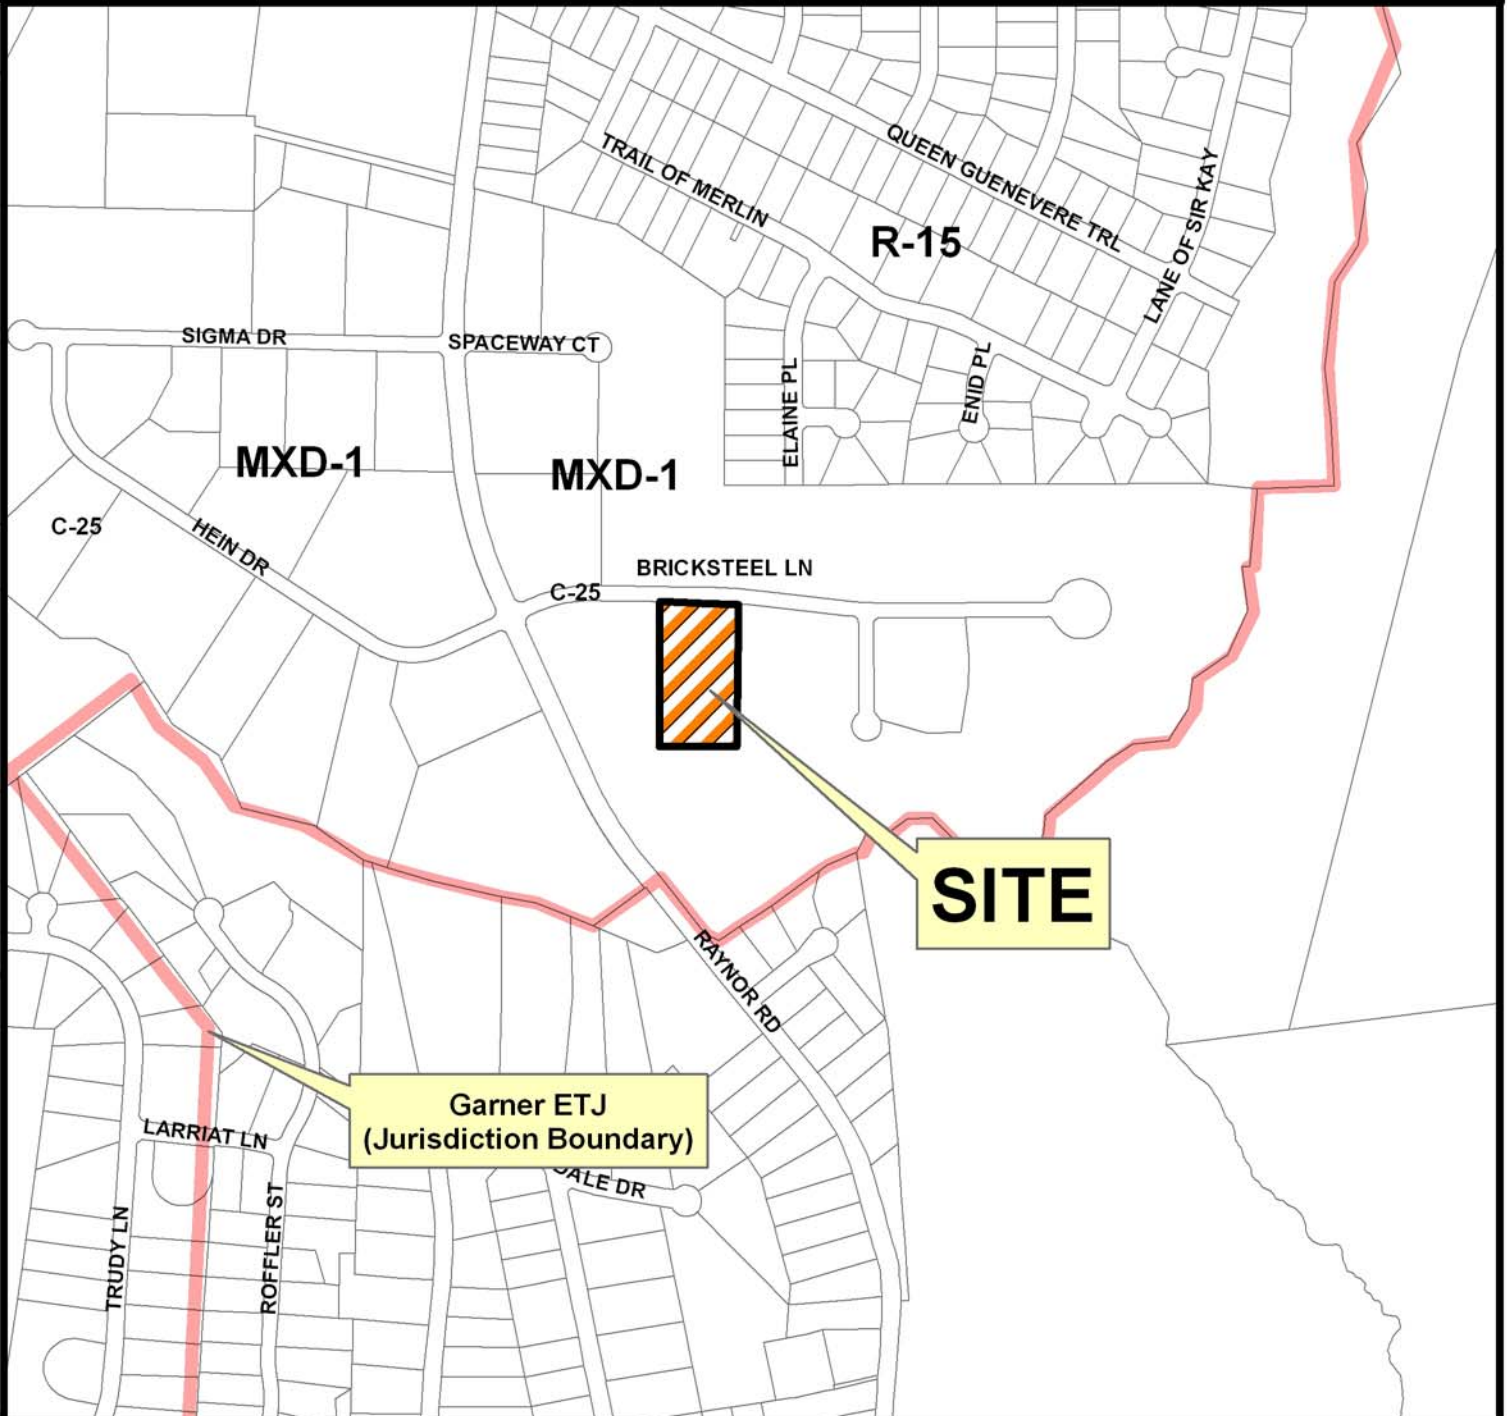 QUEEN GUENEVERE TRL
TRAIL OF MERLIN
LANE OF SIR KAY
R-15
SIGMA DR
SPACEWAY CT
ELAINE PL
ENID PL
MXD-1
MXD-1
C-25
HEIN DR
BRICKSTEEL LN
C-25
SITE
RAYNOR RD
Garner ETJ
(Jurisdiction Boundary)
LARRIAT LN
DALE DR
TRUDY LN
ROFFLER ST